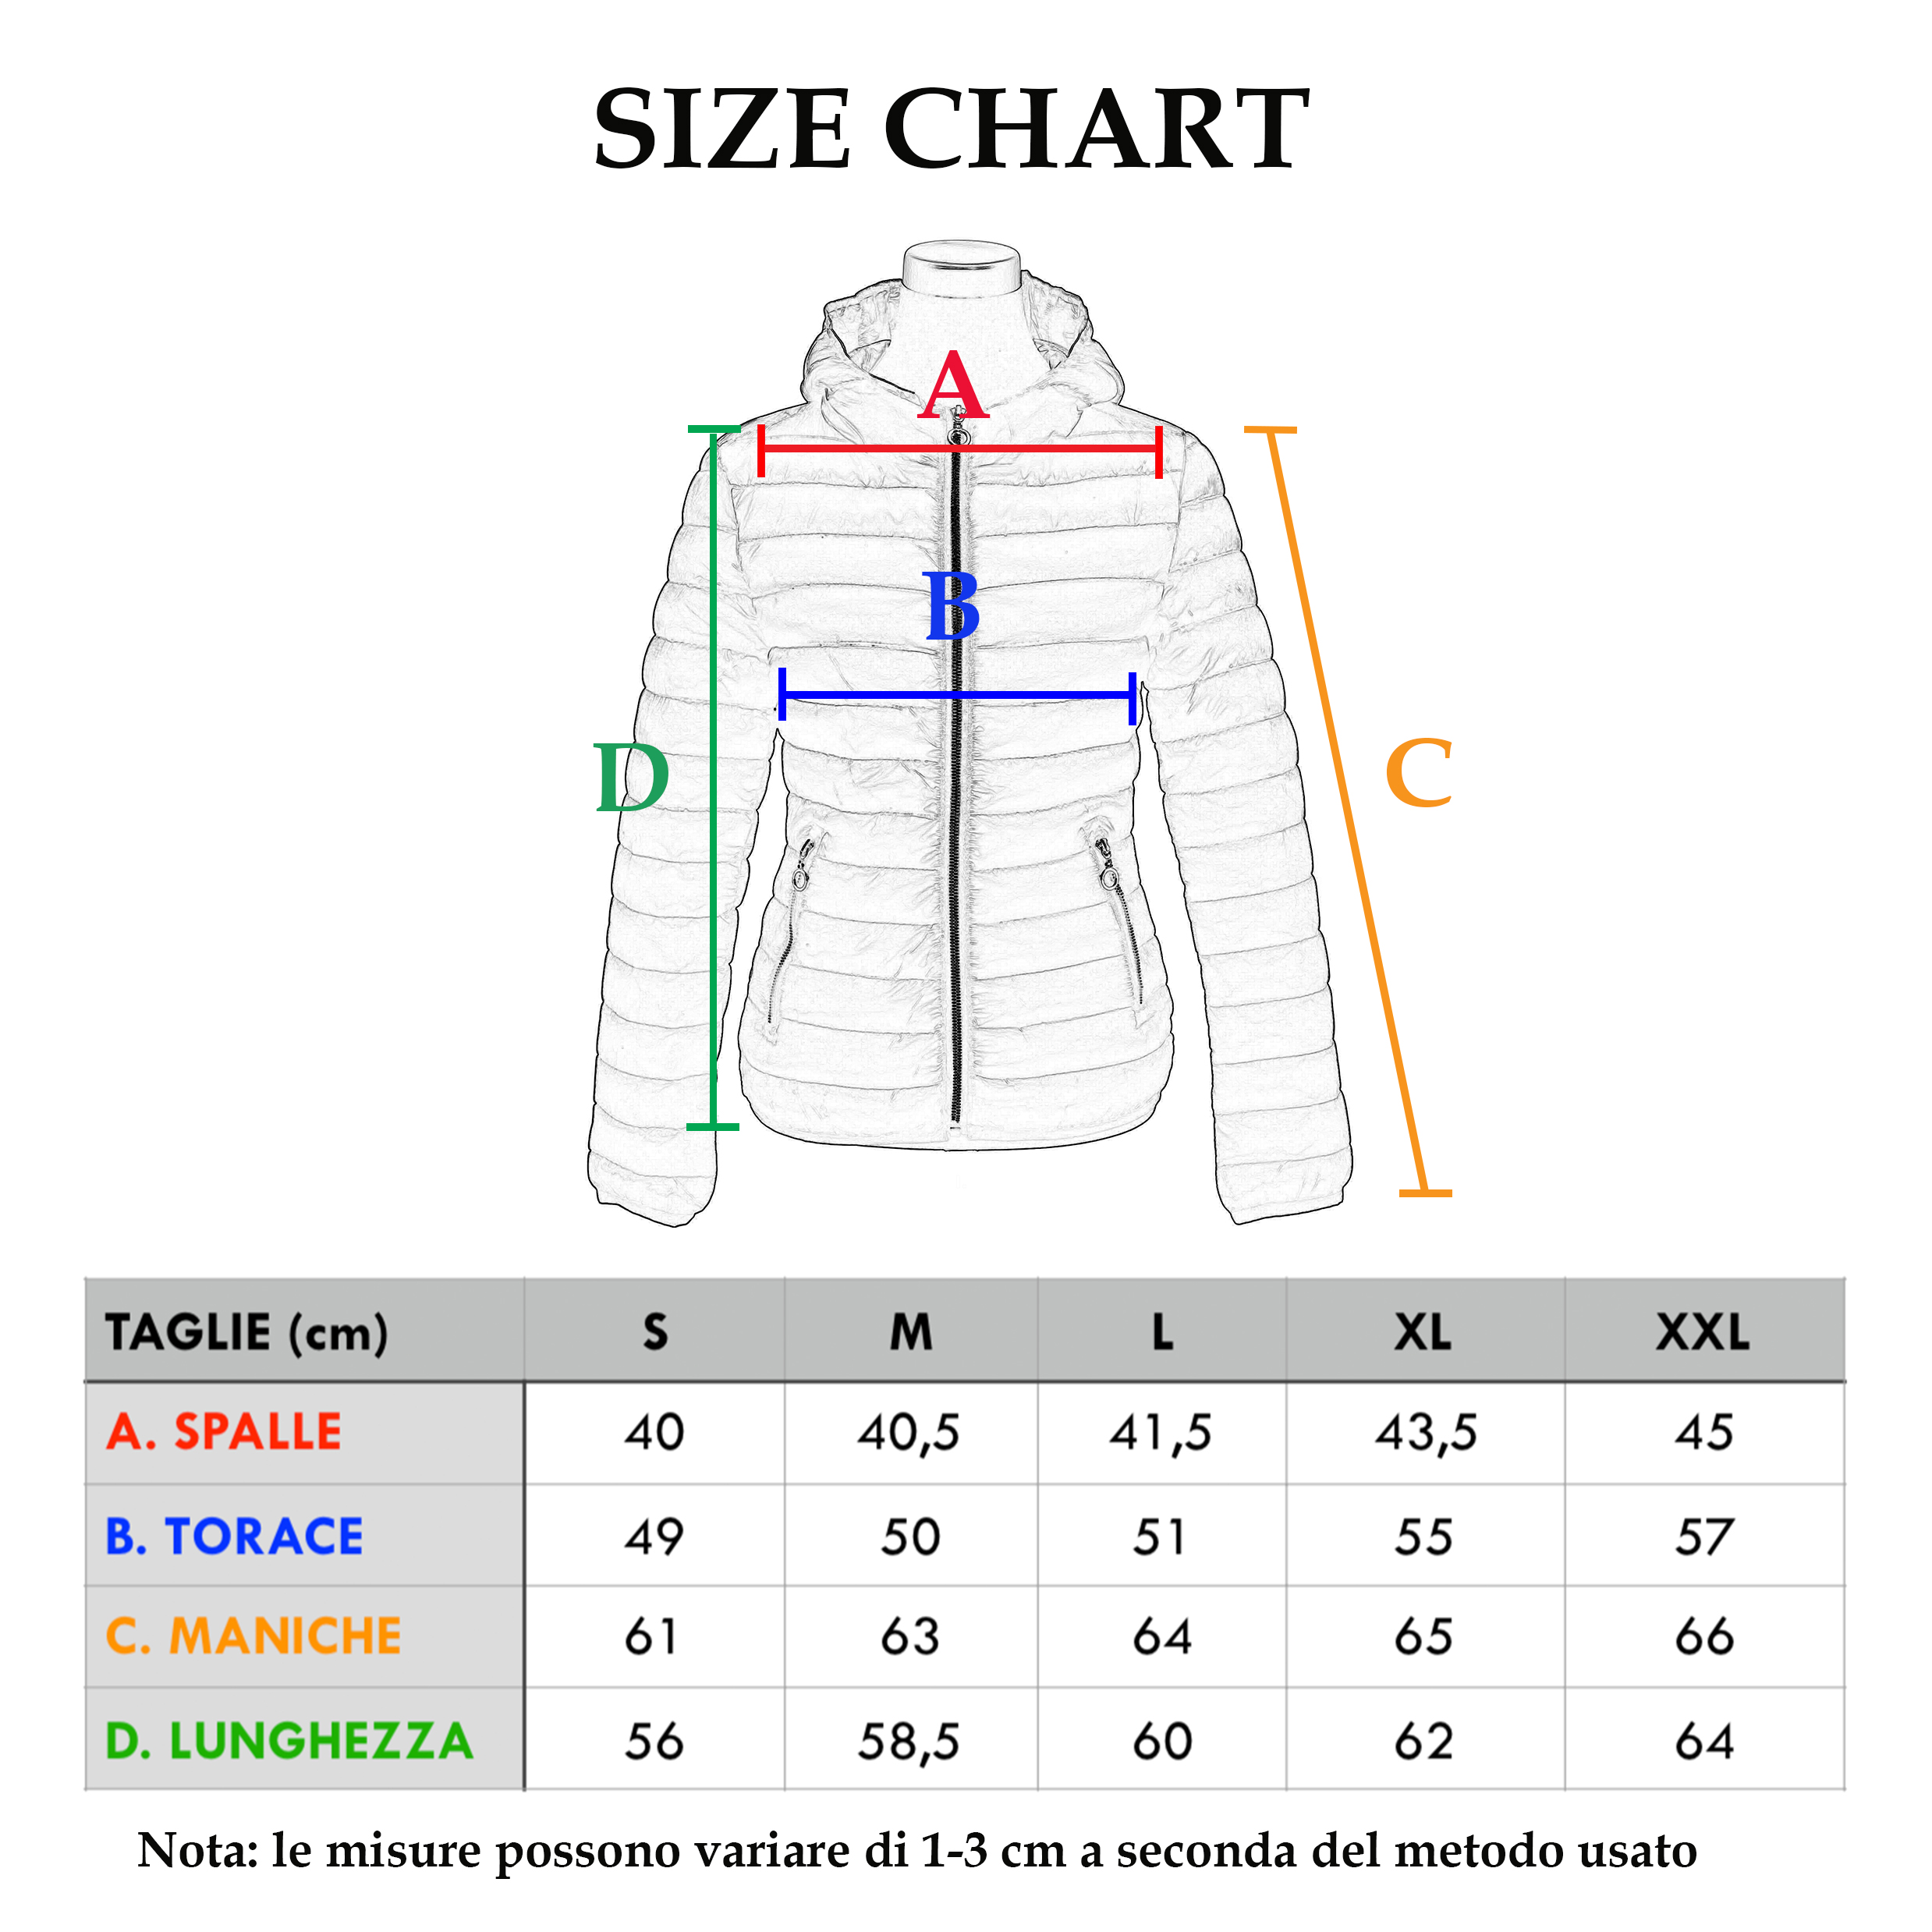 SIZE CHART
A
B
D
C
TAGLIE (cm) S M L XL XXL
A. SPALLE 40 40,5 41,5 43,5 45
B. TORACE 49 50 51 55 57
C. MANICHE 61 63 64 65 66
D. LUNGHEZZA 56 58,5 60 62 64
Nota: le misure possono variare di 1-3 cm a seconda del metodo usato